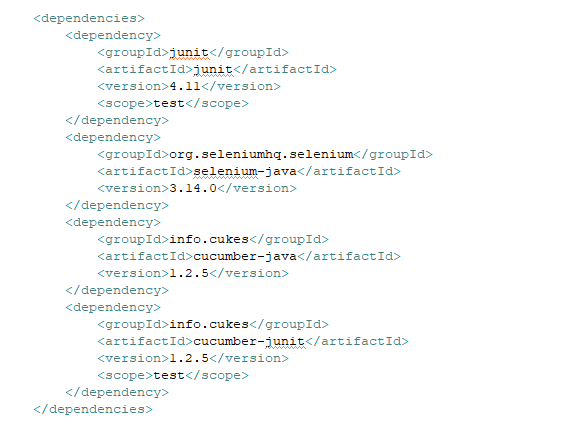 <dependencies>
<dependency>
<groupId>junit</groupId>
<artifactId>junit</artifactId>
<version>4.11</version>
<scope>test</scope>
</dependency>
<dependency>
<groupId>org.seleniumhq.selenium</groupId>
<artifactId>selenium-java</artifactId>
<version>3.14.0</version>
</dependency>
<dependency>
<groupId>info.cukes</groupId>
<artifactId>cucumber-java</artifactId>
<version>1.2.5</version>
</dependency>
<dependency>
<groupId>info.cukes</groupId>
<artifactId>cucumber-junit</artifactId>
<version>1.2.5</version>
<scope>test</scope>
</dependency>
</dependencies>